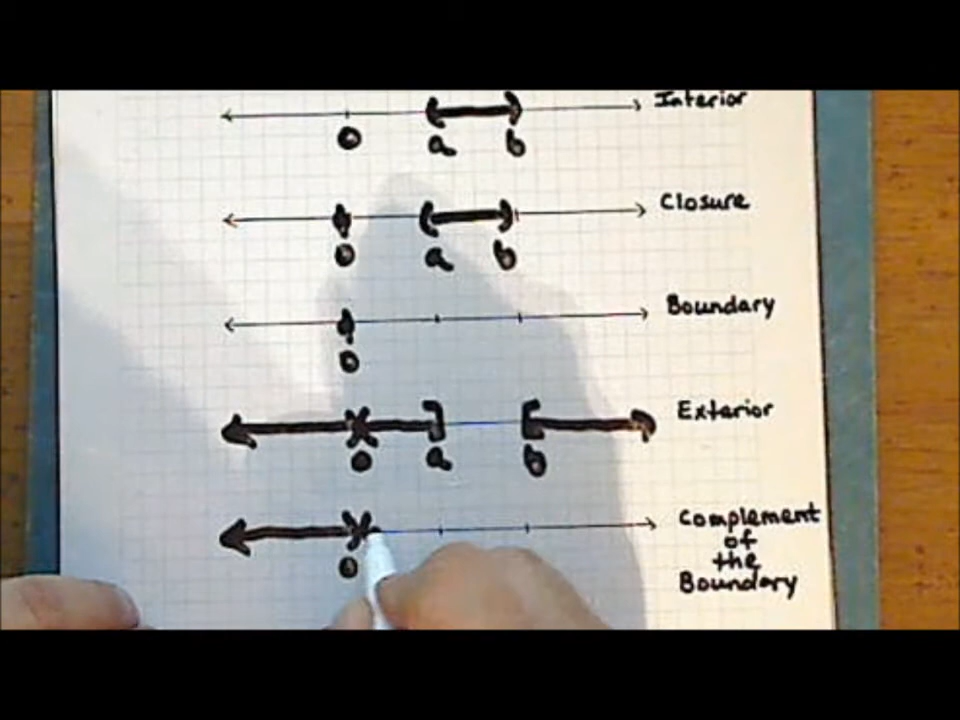 Interior
0 a b
Closure
0 a b
Boundary
0
Exterior
0 a b
Complement
of
the
Boundary
0